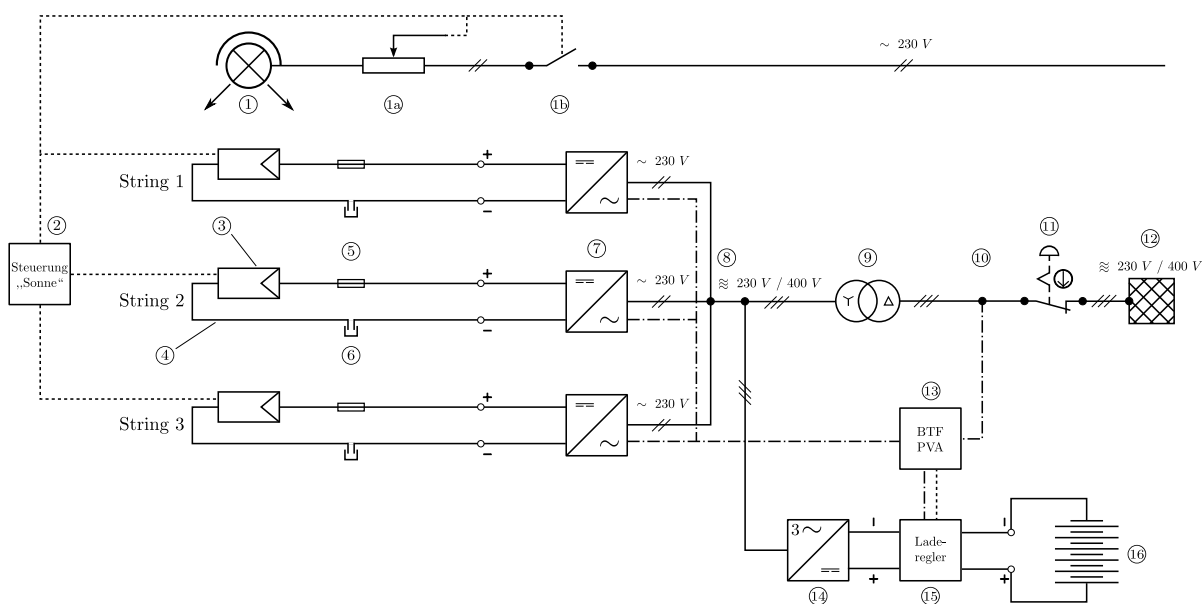 ~ 230 V
1
1a
1b
+
~ 230 V
String 1
−
2
3
5
7
8
9
10
11
12
Steuerung
„Sonne“
+
~ 230 V
≋ 230 V / 400 V
≋ 230 V / 400 V
String 2
−
4
6
+
~ 230 V
13
String 3
−
BTF
PVA
3 ~
−
−
Lade-
regler
16
+
+
14
15